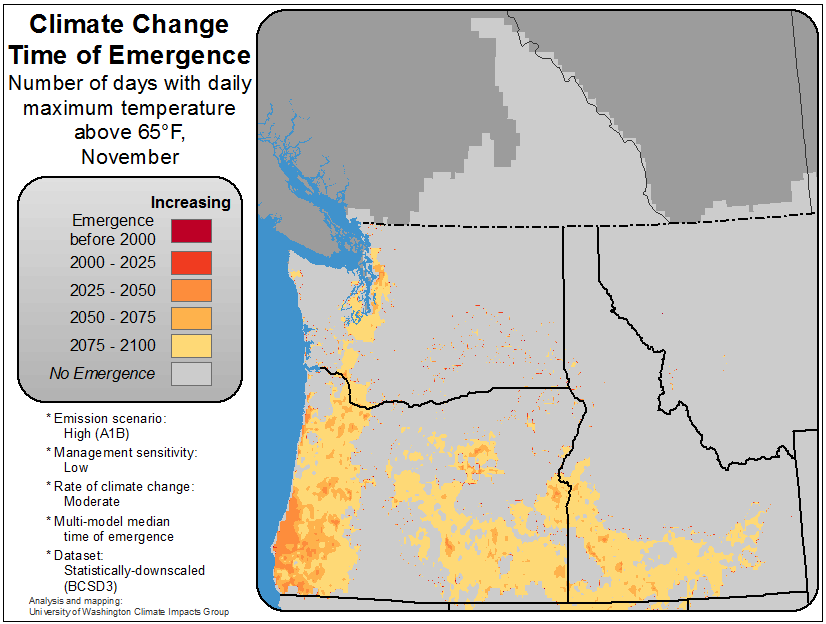 Climate Change
Time of Emergence
Number of days with daily
maximum temperature
above 65°F,
November
Increasing
Emergence
before 2000
2000 - 2025
2025 - 2050
2050 - 2075
2075 - 2100
No Emergence
* Emission scenario:
High (A1B)
* Management sensitivity:
Low
* Rate of climate change:
Moderate
* Multi-model median
time of emergence
* Dataset:
Statistically-downscaled
(BCSD3)
Analysis and mapping:
University of Washington Climate Impacts Group